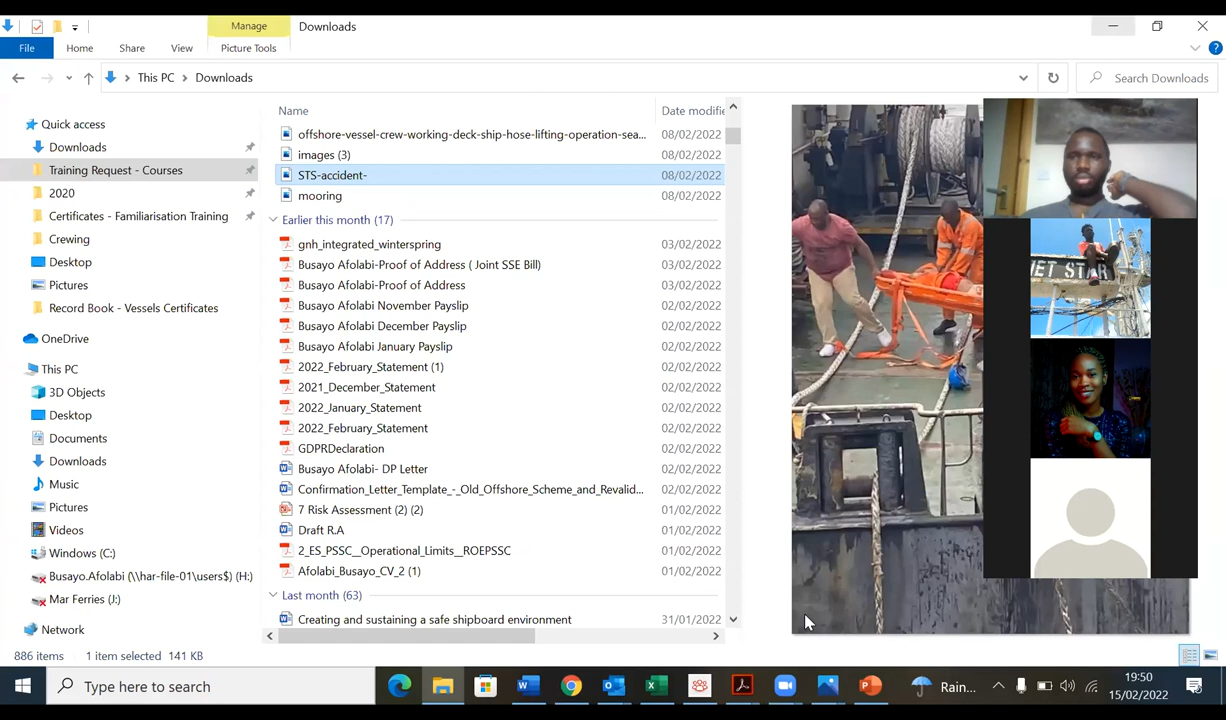 Manage
Downloads
File
Home
Share
View
Picture Tools
This PC
Downloads
Search Downloads
Name
Date modifie
Quick access
Downloads
Training Request - Courses
2020
Certificates - Familiarisation Training
Crewing
Desktop
Pictures
Record Book - Vessels Certificates
OneDrive
This PC
3D Objects
Desktop
Documents
Downloads
Music
Pictures
Videos
Windows (C:)
Busayo.Afolabi (\\har-file-01\users$) (H:)
Mar Ferries (J:)
Network
offshore-vessel-crew-working-deck-ship-hose-lifting-operation-sea... 08/02/2022
images (3) 08/02/2022
STS-accident- 08/02/2022
mooring 08/02/2022
Earlier this month (17)
gnh_integrated_winterspring 03/02/2022
Busayo Afolabi-Proof of Address ( Joint SSE Bill) 03/02/2022
Busayo Afolabi-Proof of Address 03/02/2022
Busayo Afolabi November Payslip 02/02/2022
Busayo Afolabi December Payslip 02/02/2022
Busayo Afolabi January Payslip 02/02/2022
2022_February_Statement (1) 02/02/2022
2021_December_Statement 02/02/2022
2022_January_Statement 02/02/2022
2022_February_Statement 02/02/2022
GDPRDeclaration 02/02/2022
Busayo Afolabi- DP Letter 02/02/2022
Confirmation_Letter_Template_-_Old_Offshore_Scheme_and_Revalid... 02/02/2022
7 Risk Assessment (2) (2) 01/02/2022
Draft R.A 01/02/2022
2_ES_PSSC__Operational_Limits__ROEPSSC 01/02/2022
Afolabi_Busayo_CV_2 (1) 01/02/2022
Last month (63)
Creating and sustaining a safe shipboard environment 31/01/2022
JET STAR
886 items
1 item selected 141 KB
Type here to search
Rain...
19:50
15/02/2022